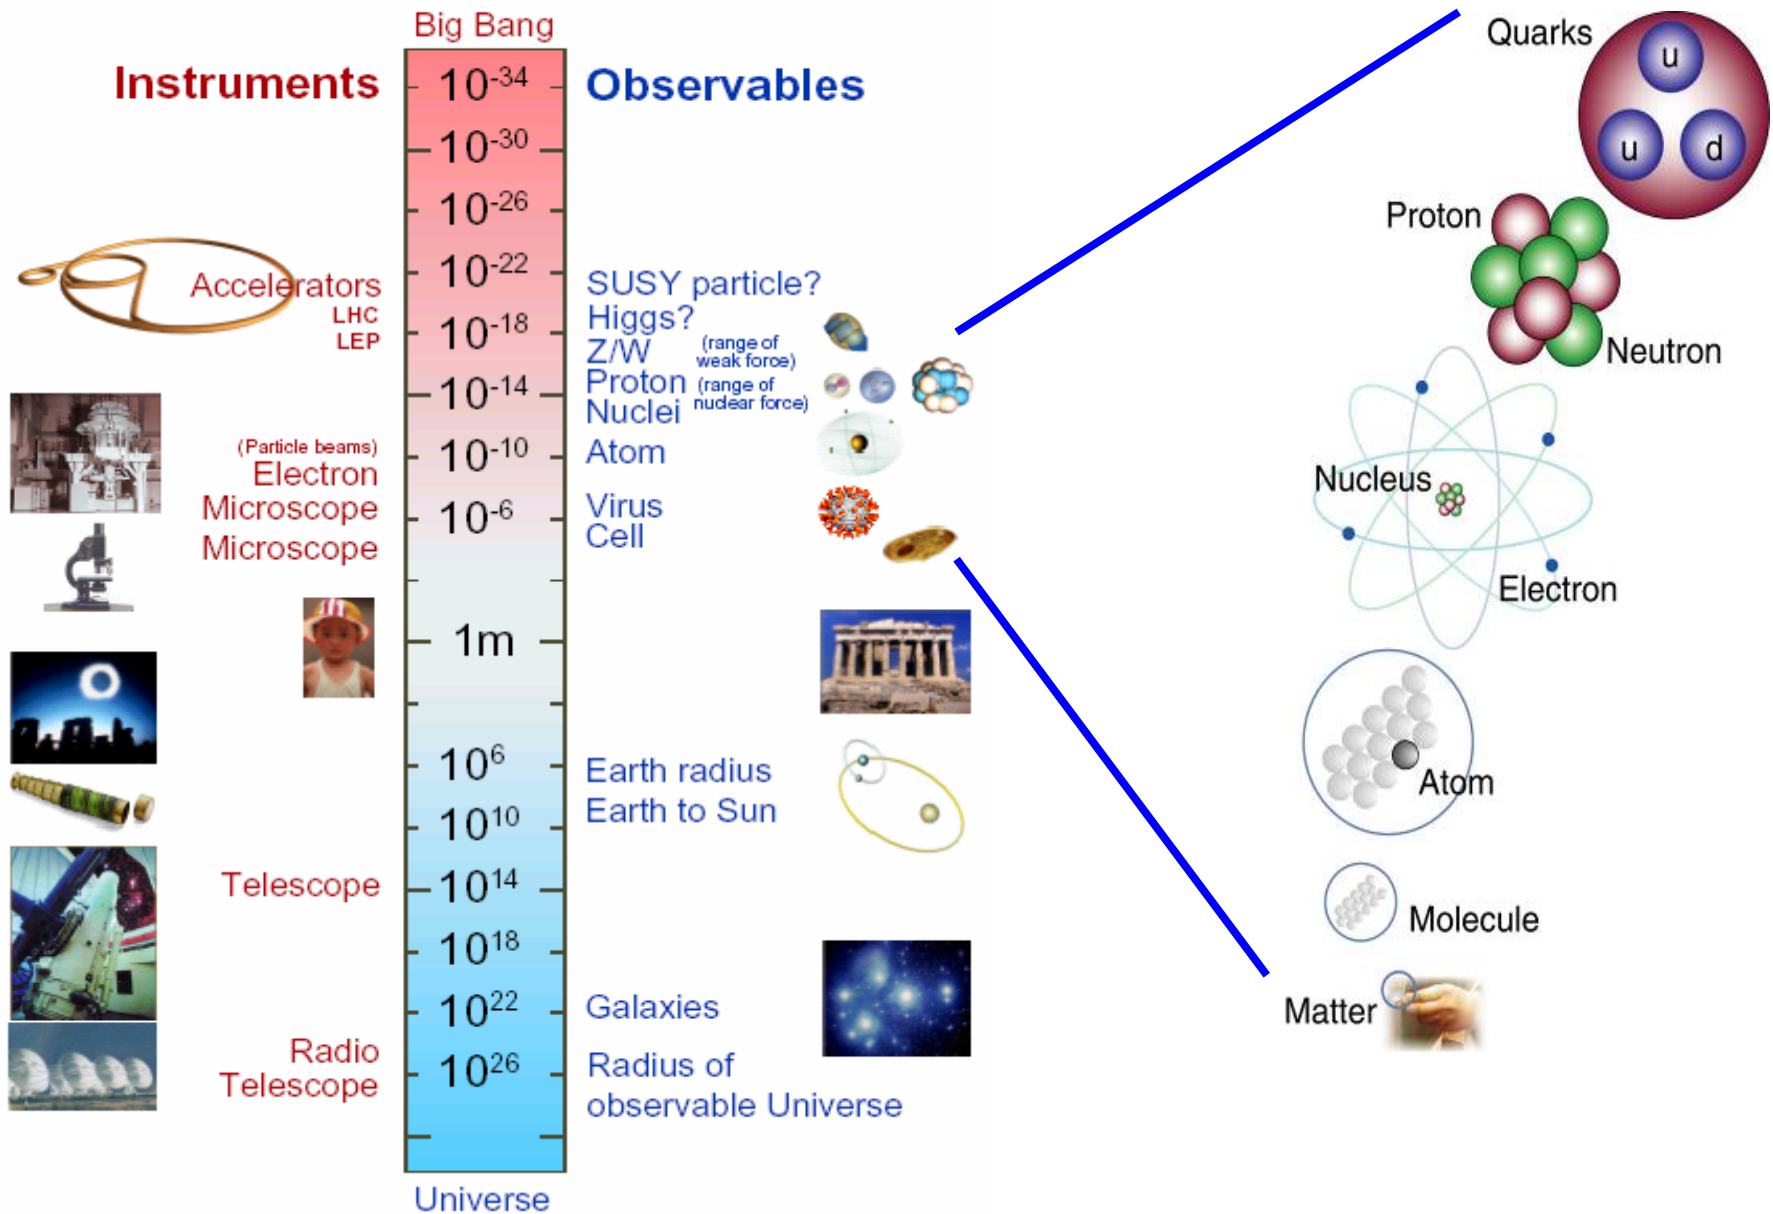 Big Bang
Instruments
Observables
10⁻³⁴
10⁻³⁰
10⁻²⁶
10⁻²²
10⁻¹⁸
10⁻¹⁴
10⁻¹⁰
10⁻⁶
1m
10⁶
10¹⁰
10¹⁴
10¹⁸
10²²
10²⁶
Universe
Accelerators
LHC
LEP
(Particle beams)
Electron
Microscope
Microscope
Telescope
Radio
Telescope
SUSY particle?
Higgs?
Z/W (range of
weak force)
Proton (range of
Nuclei nuclear force)
Atom
Virus
Cell
Earth radius
Earth to Sun
Galaxies
Radius of
observable Universe
Quarks
u
u d
Proton
Neutron
Nucleus
Electron
Atom
Molecule
Matter